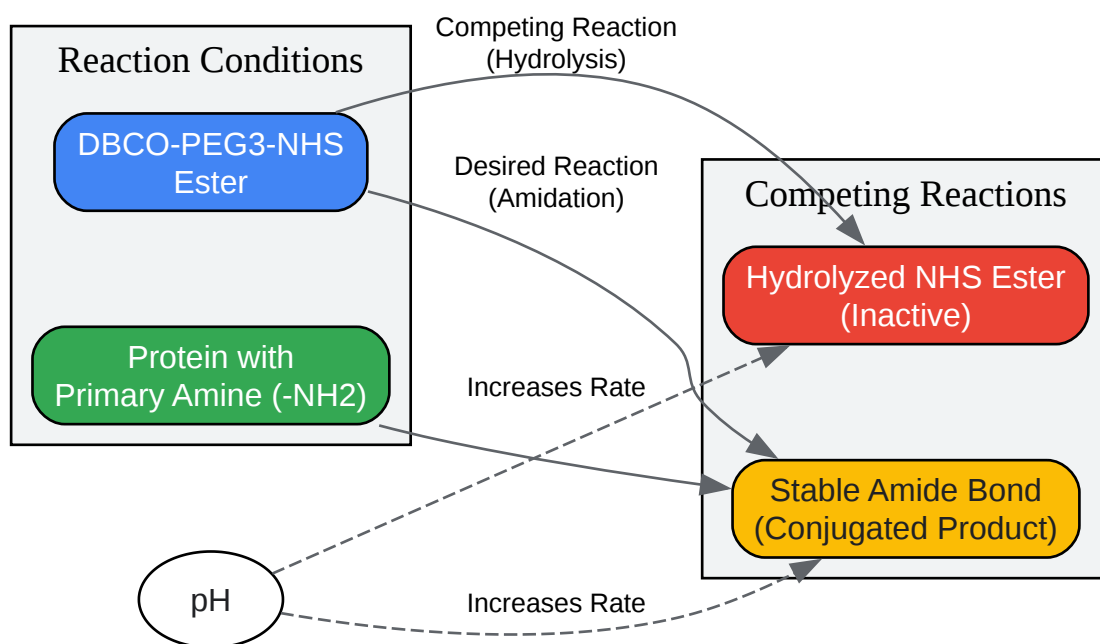 Competing Reaction
(Hydrolysis)
Reaction Conditions
DBCO-PEG3-NHS
Ester
Desired Reaction
(Amidation)
Competing Reactions
Hydrolyzed NHS Ester
(Inactive)
Protein with
Primary Amine (-NH2)
Increases Rate
Stable Amide Bond
(Conjugated Product)
pH
Increases Rate